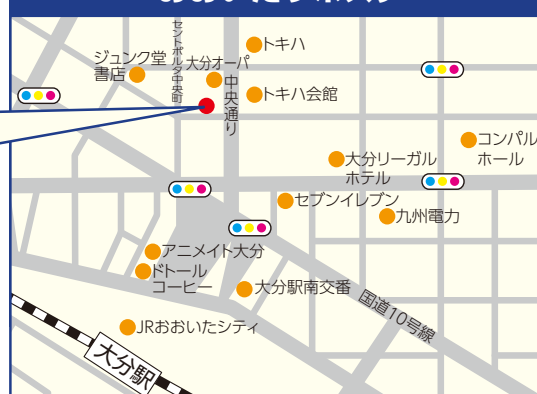 トキハ
ジュンク堂
書店
セントポルタ中央町
大分オーパ
トキハ会館
中央通り
コンパル
ホール
大分リーガル
ホテル
セブンイレブン
九州電力
アニメイト大分
ドトール
コーヒー
大分駅南交番
国道10号線
JRおおいたシティ
大分駅